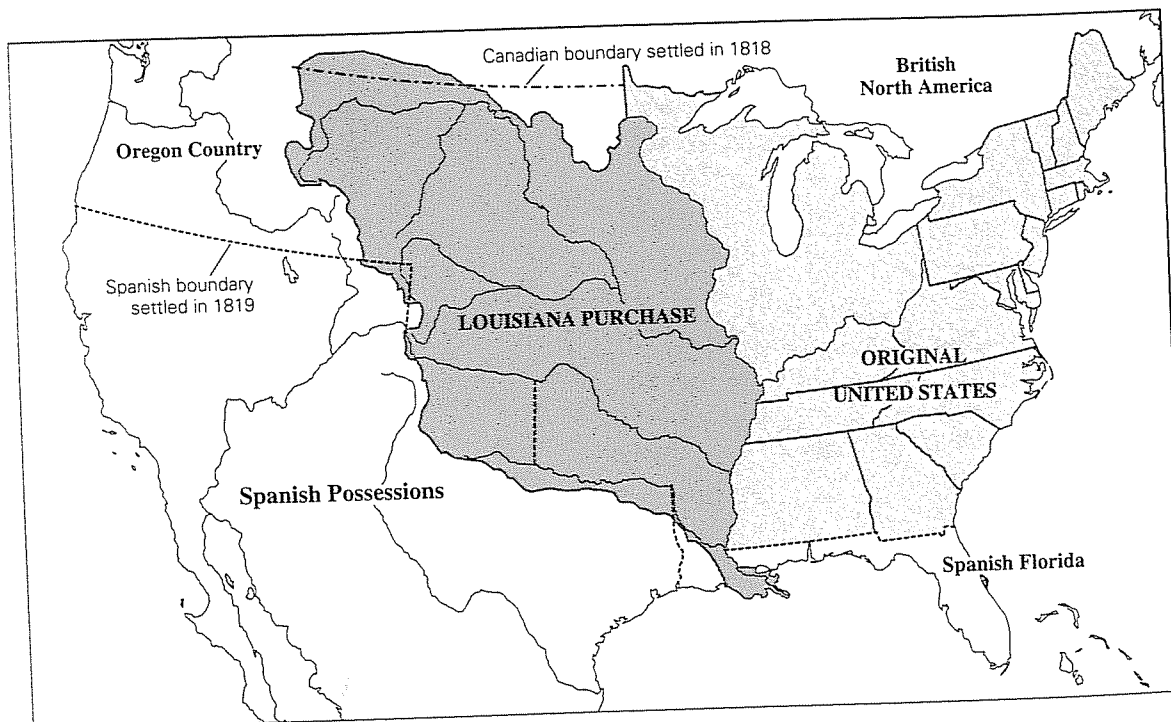 Canadian boundary settled in 1818
British
North America
Oregon Country
Spanish boundary
settled in 1819
LOUISIANA PURCHASE
ORIGINAL
UNITED STATES
Spanish Possessions
Spanish Florida